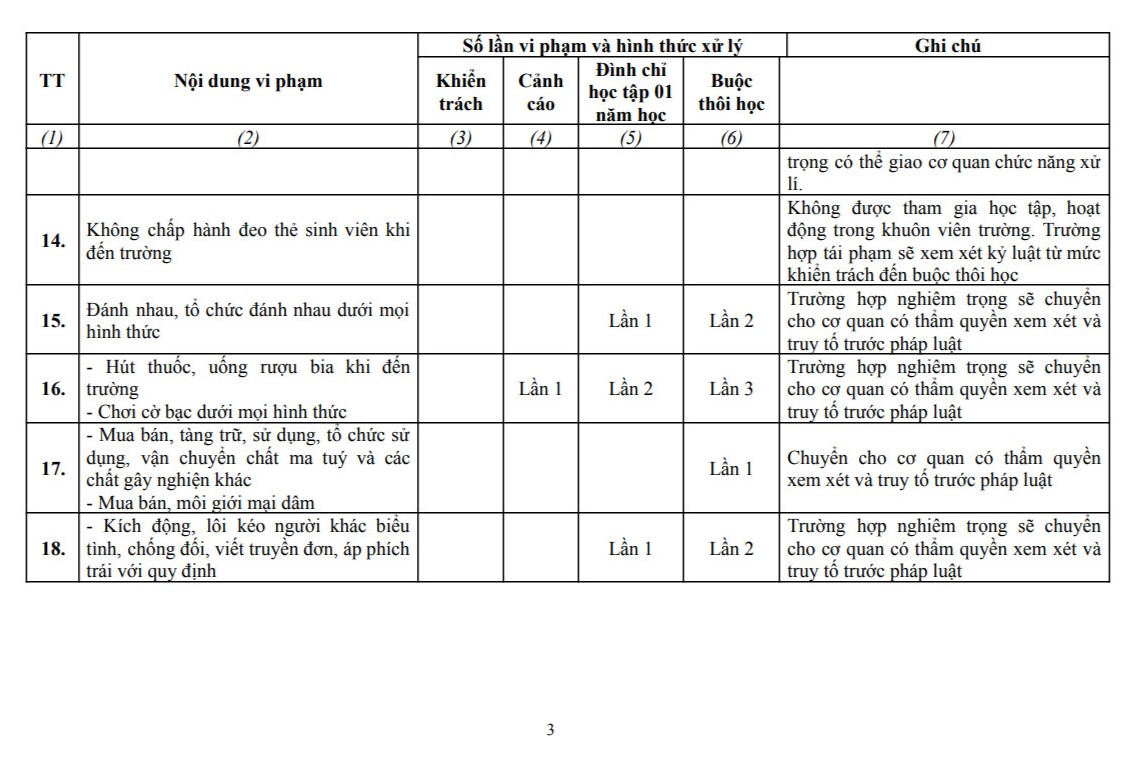 TT
Nội dung vi phạm
Số lần vi phạm và hình thức xử lý
Ghi chú
Khiển
trách
Cảnh
cáo
Đình chỉ
học tập 01
năm học
Buộc
thôi học
(1)
(2)
(3)
(4)
(5)
(6)
(7)
trọng có thể giao cơ quan chức năng xử
lí.
14.
Không chấp hành đeo thẻ sinh viên khi
đến trường
Không được tham gia học tập, hoạt
động trong khuôn viên trường. Trường
hợp tái phạm sẽ xem xét kỷ luật từ mức
khiển trách đến buộc thôi học
15.
Đánh nhau, tổ chức đánh nhau dưới mọi
hình thức
Lần 1
Lần 2
Trường hợp nghiêm trọng sẽ chuyển
cho cơ quan có thẩm quyền xem xét và
truy tố trước pháp luật
16.
- Hút thuốc, uống rượu bia khi đến
trường
- Chơi cờ bạc dưới mọi hình thức
Lần 1
Lần 2
Lần 3
Trường hợp nghiêm trọng sẽ chuyển
cho cơ quan có thẩm quyền xem xét và
truy tố trước pháp luật
17.
- Mua bán, tàng trữ, sử dụng, tổ chức sử
dụng, vận chuyển chất ma tuý và các
chất gây nghiện khác
- Mua bán, môi giới mại dâm
Lần 1
Chuyển cho cơ quan có thẩm quyền
xem xét và truy tố trước pháp luật
18.
- Kích động, lôi kéo người khác biểu
tình, chống đối, viết truyền đơn, áp phích
trái với quy định
Lần 1
Lần 2
Trường hợp nghiêm trọng sẽ chuyển
cho cơ quan có thẩm quyền xem xét và
truy tố trước pháp luật
3